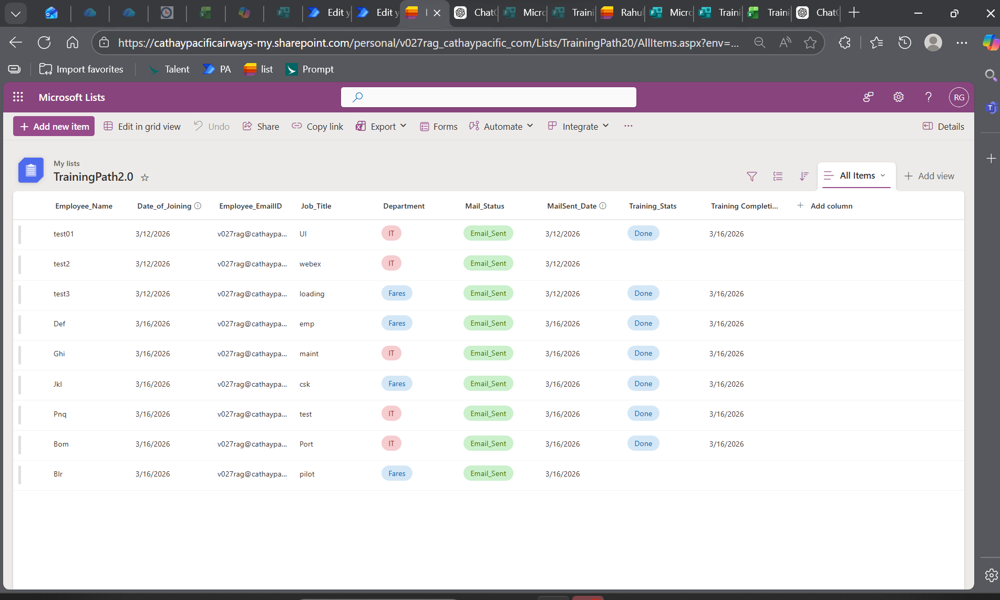 Edit y
Edit y
ChatG
Micro
Traini
Rahu
Micro
Traini
Traini
ChatG
https://cathaypacificairways-my.sharepoint.com/personal/v027rag_cathaypacific_com/Lists/TrainingPath20/AllItems.aspx?env=...
Import favorites
Talent
PA
list
Prompt
Microsoft Lists
RG
+ Add new item
Edit in grid view
Undo
Share
Copy link
Export
Forms
Automate
Integrate
...
Details
My lists
TrainingPath2.0
All Items
+ Add view
Employee_Name Date_of_Joining Employee_EmailID Job_Title Department Mail_Status MailSent_Date Training_Stats Training Completi... + Add column
test01 3/12/2026 v027rag@cathaypa... UI IT Email_Sent 3/12/2026 Done 3/16/2026
test2 3/12/2026 v027rag@cathaypa... webex IT Email_Sent 3/12/2026
test3 3/12/2026 v027rag@cathaypa... loading Fares Email_Sent 3/12/2026 Done 3/16/2026
Def 3/16/2026 v027rag@cathaypa... emp Fares Email_Sent 3/16/2026 Done 3/16/2026
Ghi 3/16/2026 v027rag@cathaypa... maint IT Email_Sent 3/16/2026 Done 3/16/2026
Jkl 3/16/2026 v027rag@cathaypa... csk Fares Email_Sent 3/16/2026 Done 3/16/2026
Pnq 3/16/2026 v027rag@cathaypa... test IT Email_Sent 3/16/2026 Done 3/16/2026
Bom 3/16/2026 v027rag@cathaypa... Port IT Email_Sent 3/16/2026 Done 3/16/2026
Blr 3/16/2026 v027rag@cathaypa... pilot Fares Email_Sent 3/16/2026